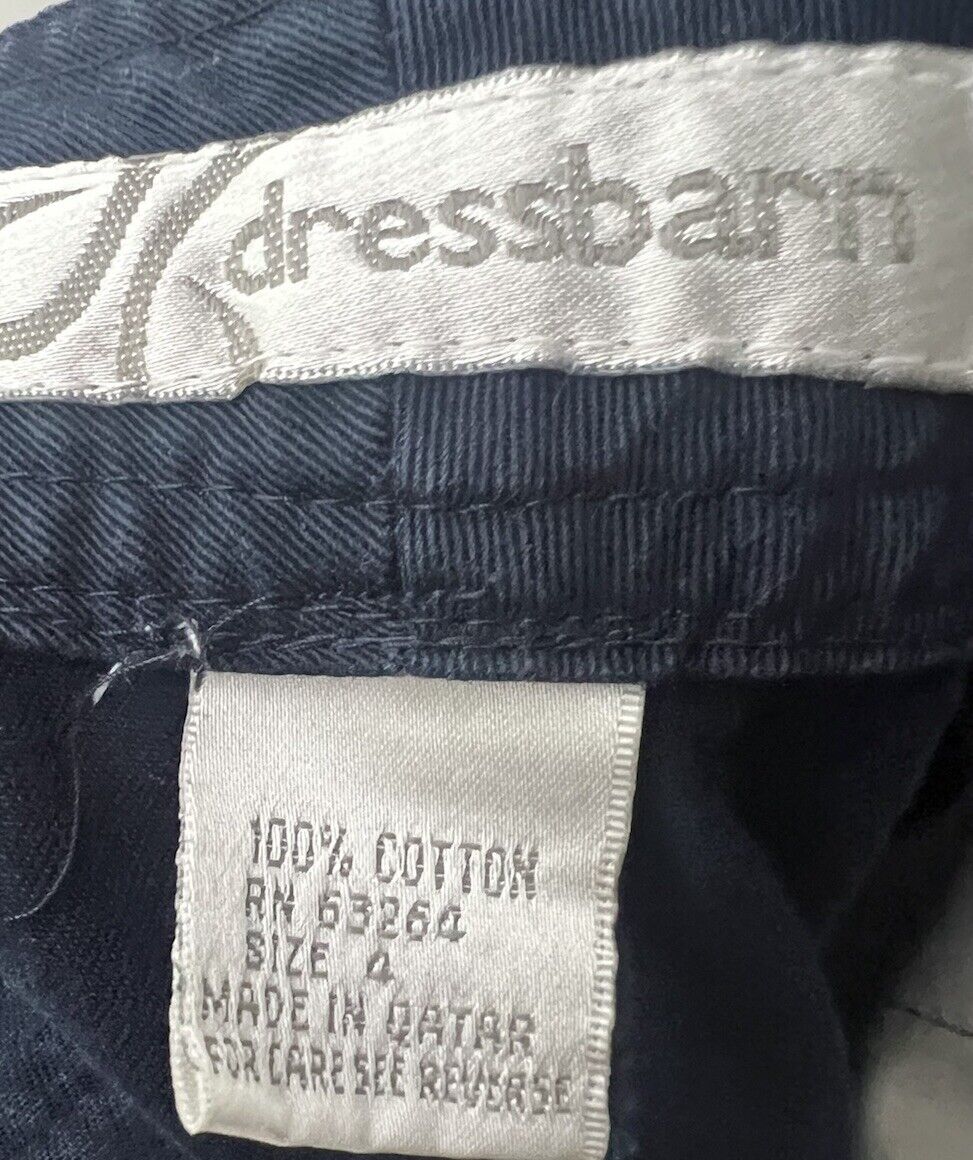 dressbarn
100% COTTON
RN 63264
SIZE 4
MADE IN QATAR
FOR CARE SEE REVERSE